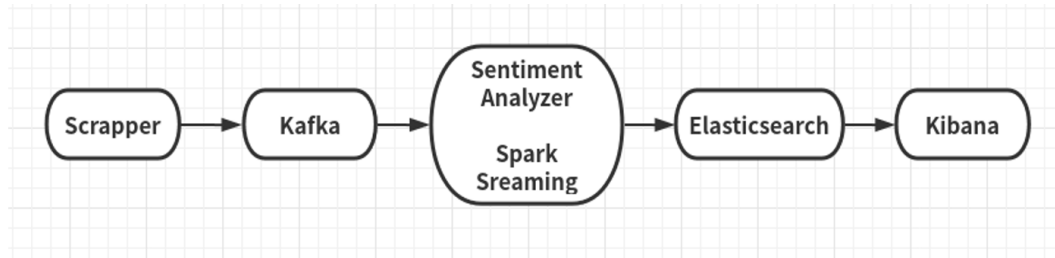 Scrapper
Kafka
Sentiment
Analyzer
Spark
Sreaming
Elasticsearch
Kibana